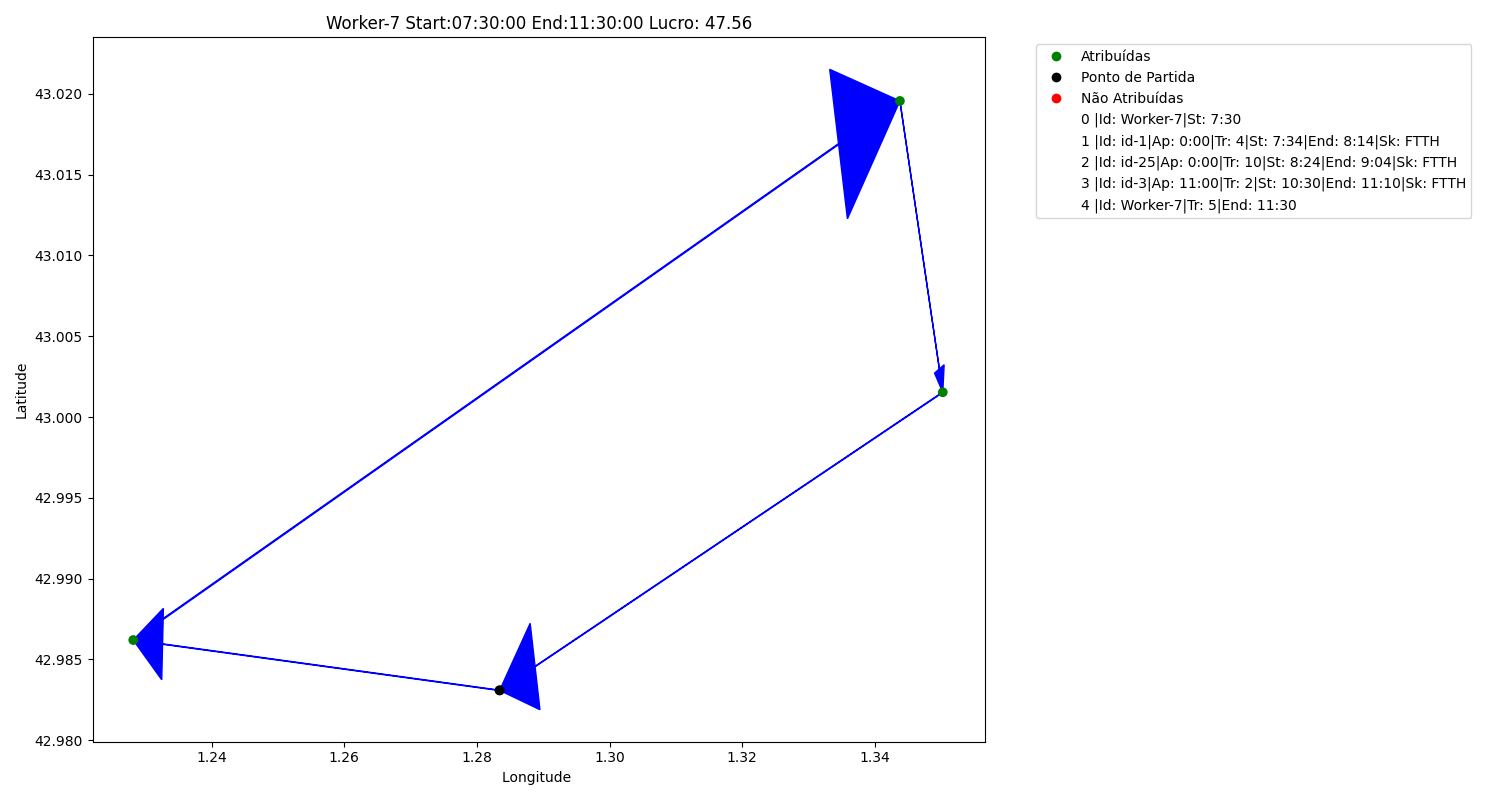 Worker-7 Start:07:30:00 End:11:30:00 Lucro: 47.56
Atribuídas
Ponto de Partida
Não Atribuídas
0 |Id: Worker-7|St: 7:30
1 |Id: id-1|Ap: 0:00|Tr: 4|St: 7:34|End: 8:14|Sk: FTTH
2 |Id: id-25|Ap: 0:00|Tr: 10|St: 8:24|End: 9:04|Sk: FTTH
3 |Id: id-3|Ap: 11:00|Tr: 2|St: 10:30|End: 11:10|Sk: FTTH
4 |Id: Worker-7|Tr: 5|End: 11:30
43.020
43.015
43.010
43.005
43.000
42.995
42.990
42.985
42.980
Latitude
1.24 1.26 1.28 1.30 1.32 1.34
Longitude